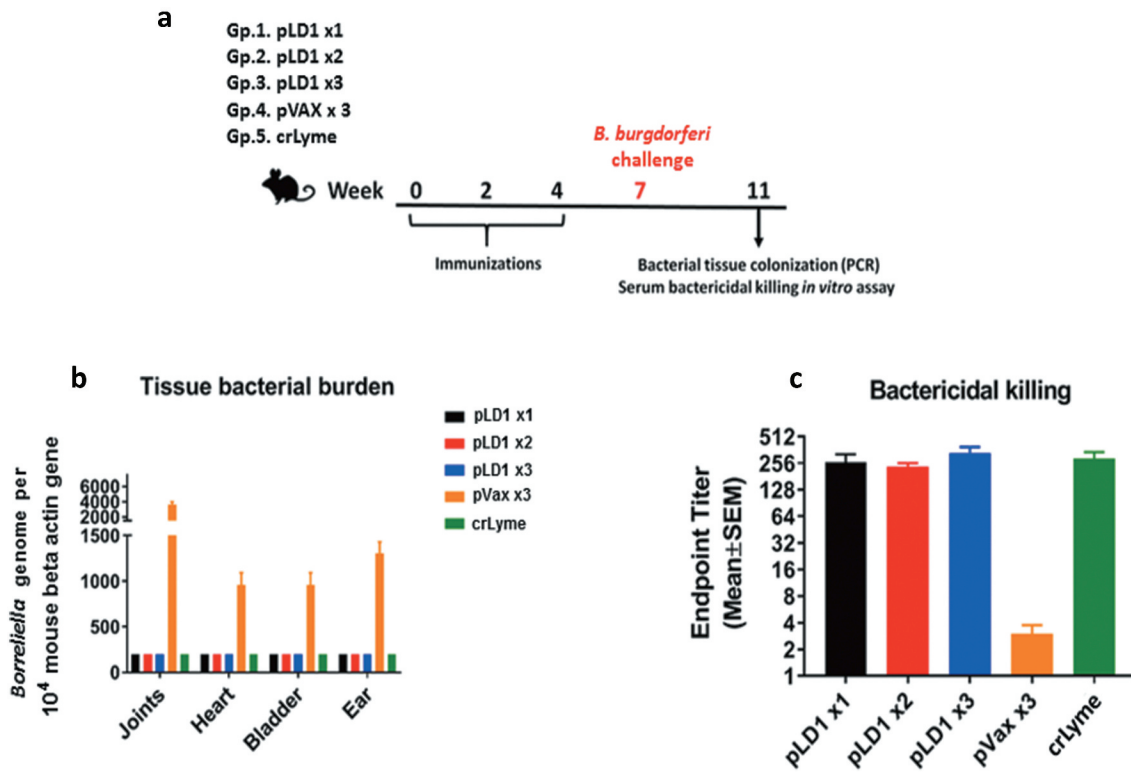 a
Gp.1. pLD1 x1
Gp.2. pLD1 x2
Gp.3. pLD1 x3
Gp.4. pVAX x 3
Gp.5. crLyme
B. burgdorferi
challenge
Week 0 2 4 7 11
Immunizations
Bacterial tissue colonization (PCR)
Serum bactericidal killing in vitro assay
b
Tissue bacterial burden
Borreliella genome per
10⁴ mouse beta actin gene
6000
4000
2000
1500
1000
500
0
Joints
Heart
Bladder
Ear
pLD1 x1
pLD1 x2
pLD1 x3
pVax x3
crLyme
c
Bactericidal killing
Endpoint Titer
(Mean±SEM)
512
256
128
64
32
16
8
4
2
1
pLD1 x1
pLD1 x2
pLD1 x3
pVax x3
crLyme